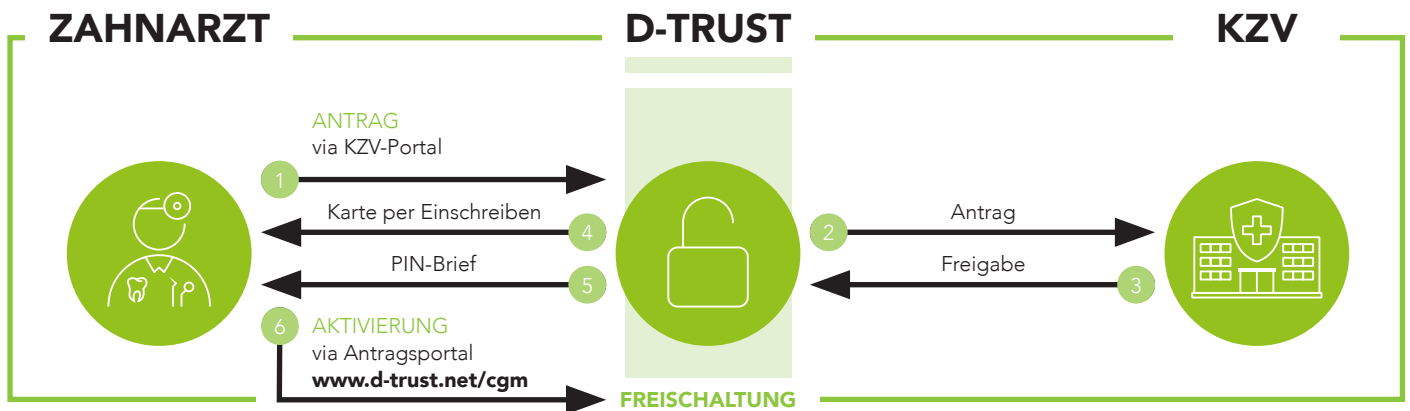 ZAHNARZT
D-TRUST
KZV
ANTRAG
via KZV-Portal
1
Karte per Einschreiben
4
2
Antrag
PIN-Brief
5
Freigabe
3
6
AKTIVIERUNG
via Antragsportal
www.d-trust.net/cgm
FREISCHALTUNG